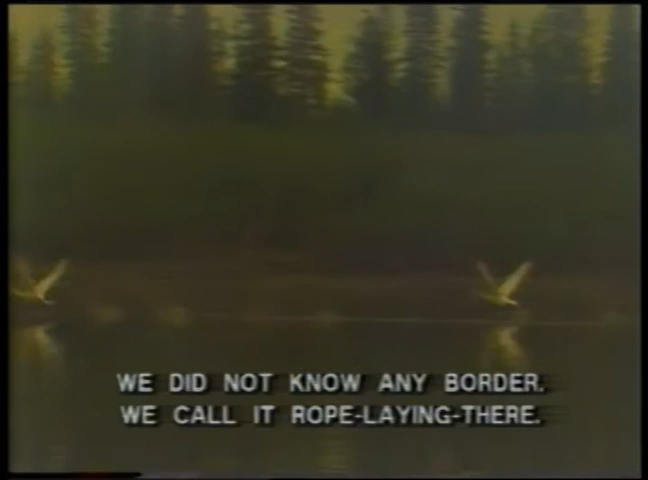 WE DID NOT KNOW ANY BORDER.
WE CALL IT ROPE-LAYING-THERE.